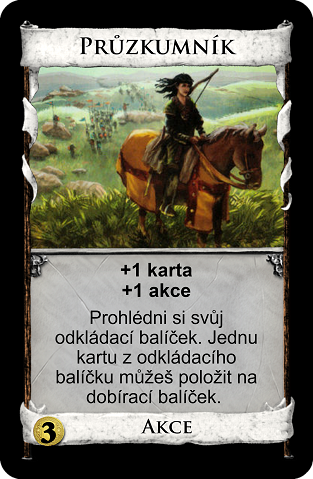 Průzkumník
+1 karta
+1 akce
Prohlédni si svůj
odkládací balíček. Jednu
kartu z odkládacího
balíčku můžeš položit na
dobírací balíček.
3
Akce